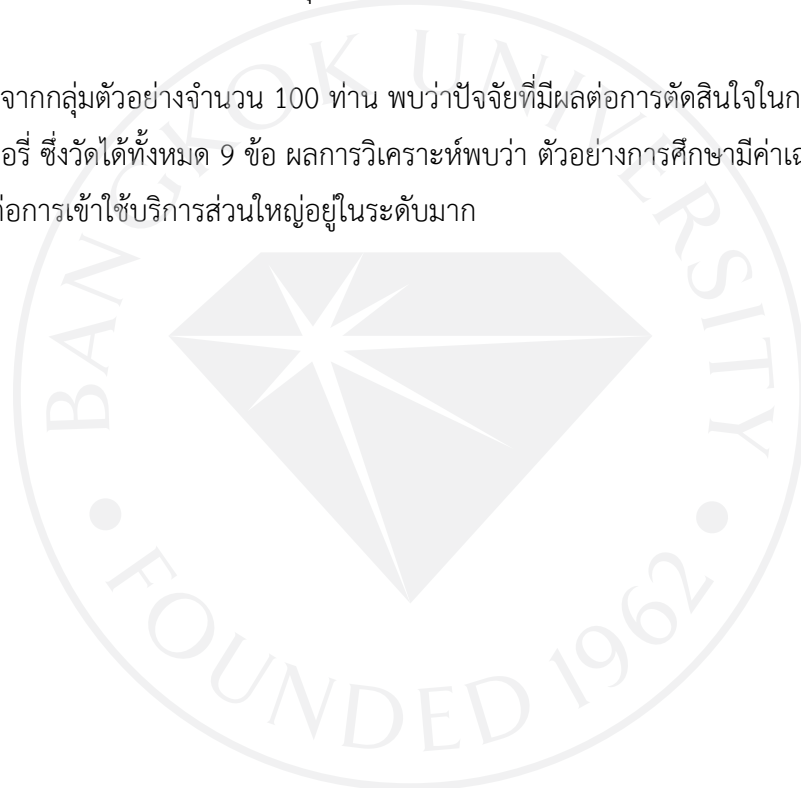 จากกลุ่มตัวอย่างจำนวน 100 ท่าน พบว่าปัจจัยที่มีผลต่อการตัดสินใจในก
อรี่ ซึ่งวัดได้ทั้งหมด 9 ข้อ ผลการวิเคราะห์พบว่า ตัวอย่างการศึกษามีค่าเฉ
ต่อการเข้าใช้บริการส่วนใหญ่อยู่ในระดับมาก
BANGKOK UNIVERSITY
FOUNDED 1962